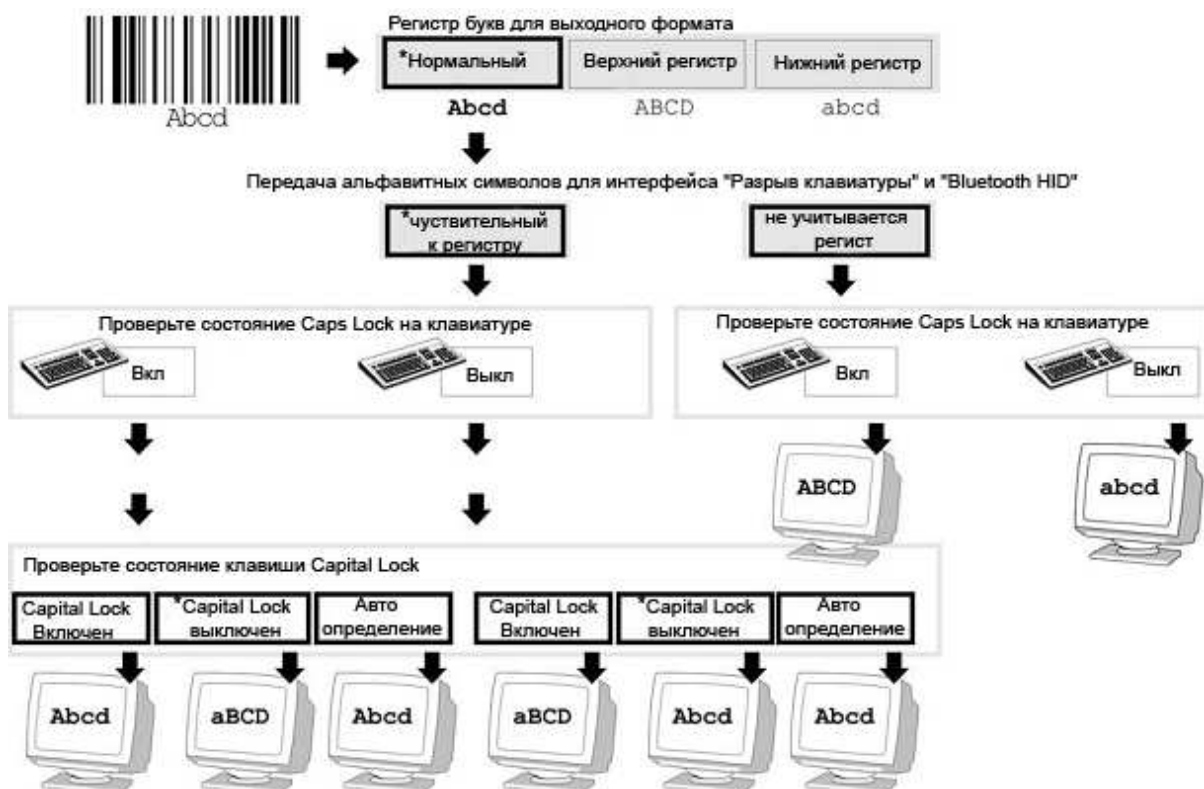 Регистр букв для выходного формата
*Нормальный
Верхний регистр
Нижний регистр
Abcd
Abcd
ABCD
abcd
Передача альфавитных символов для интерфейса "Разрыв клавиатуры" и "Bluetooth HID"
*чуствительный
к регистру
не учитывается
регист
Проверьте состояние Caps Lock на клавиатуре
Вкл
Выкл
Проверьте состояние Caps Lock на клавиатуре
Вкл
Выкл
ABCD
abcd
Проверьте состояние клавиши Capital Lock
Capital Lock
Включен
*Capital Lock
выключен
Авто
определение
Capital Lock
Включен
*Capital Lock
выключен
Авто
определение
Abcd
aBCD
Abcd
aBCD
Abcd
Abcd